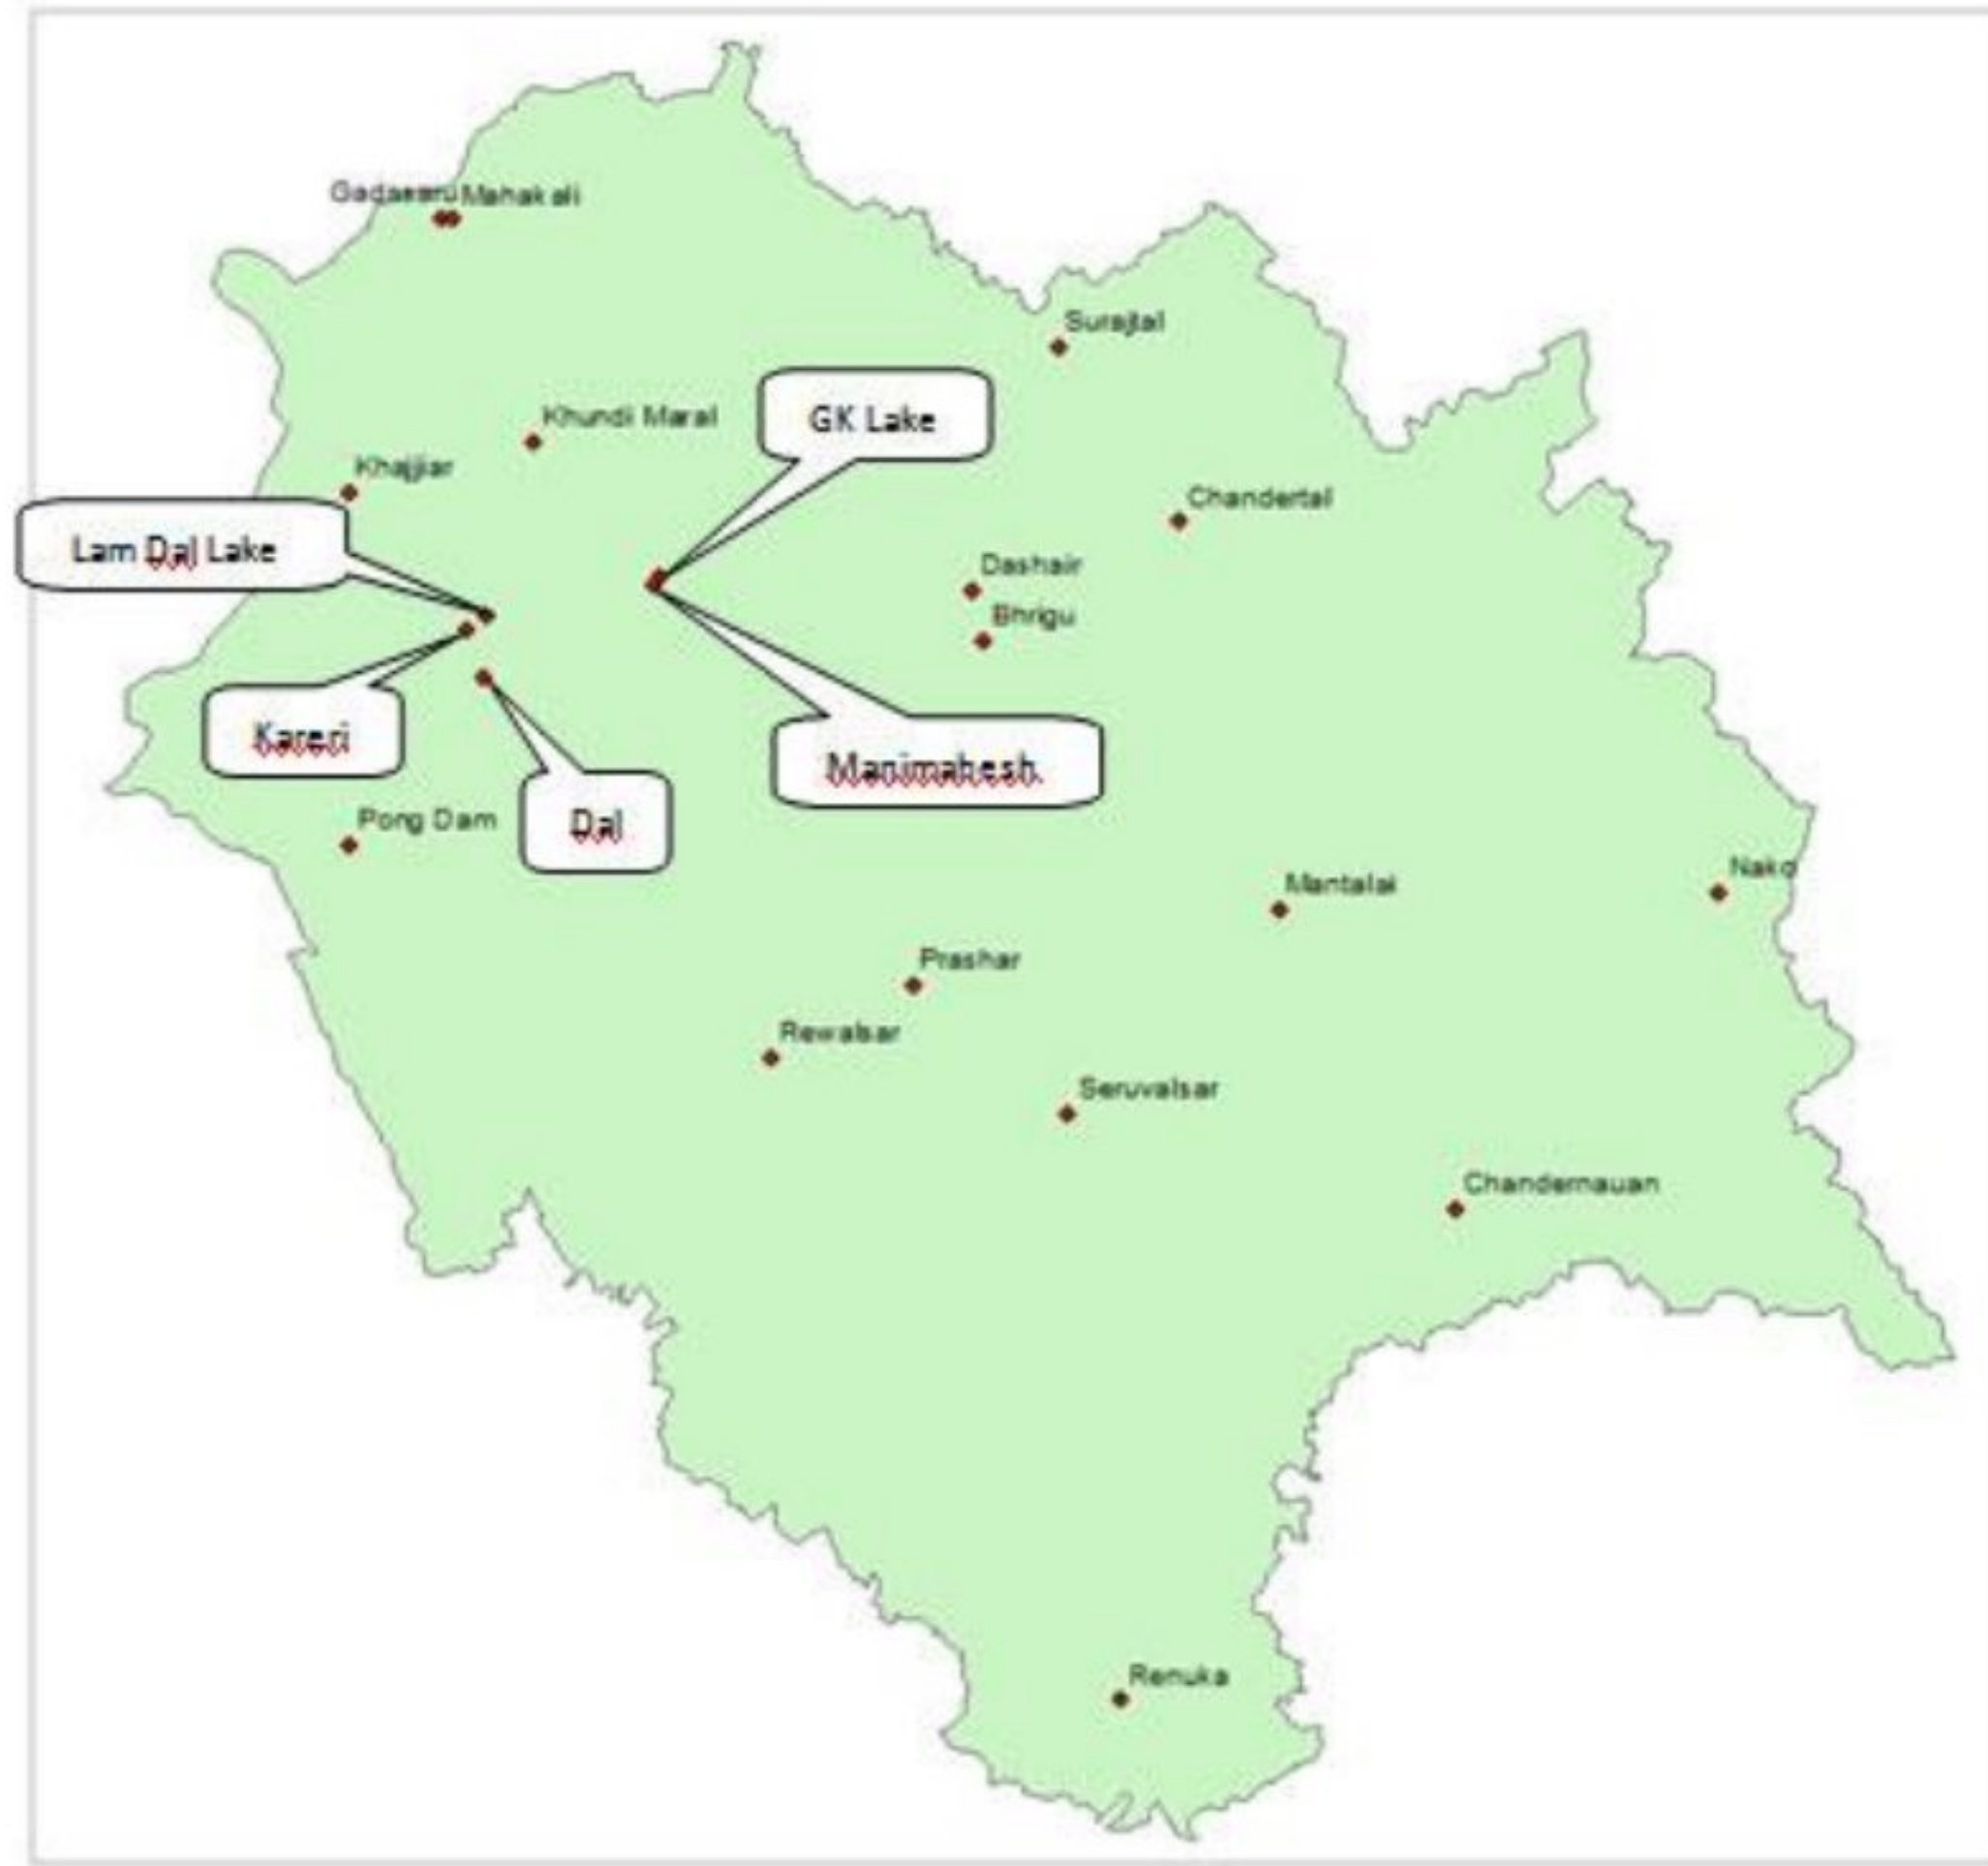 Gadasaru Mahakali
Surajtal
Khundi Maral
GK Lake
Khajjiar
Chandertal
Lam Dal Lake
Dashair
Bhrigu
Kareri
Manimahesh
Pong Dam
Dal
Nako
Mantalai
Prashar
Rewalsar
Seruvalsar
Chandernauan
Renuka